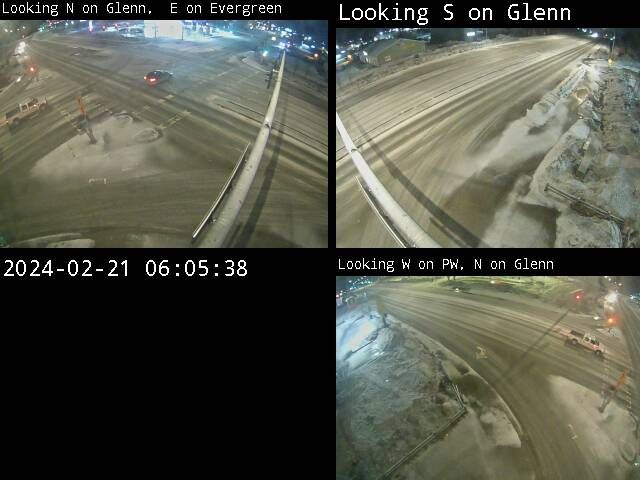 Looking N on Glenn,  E on Evergreen
Looking S on Glenn
2024-02-21 06:05:38
Looking W on PW, N on Glenn